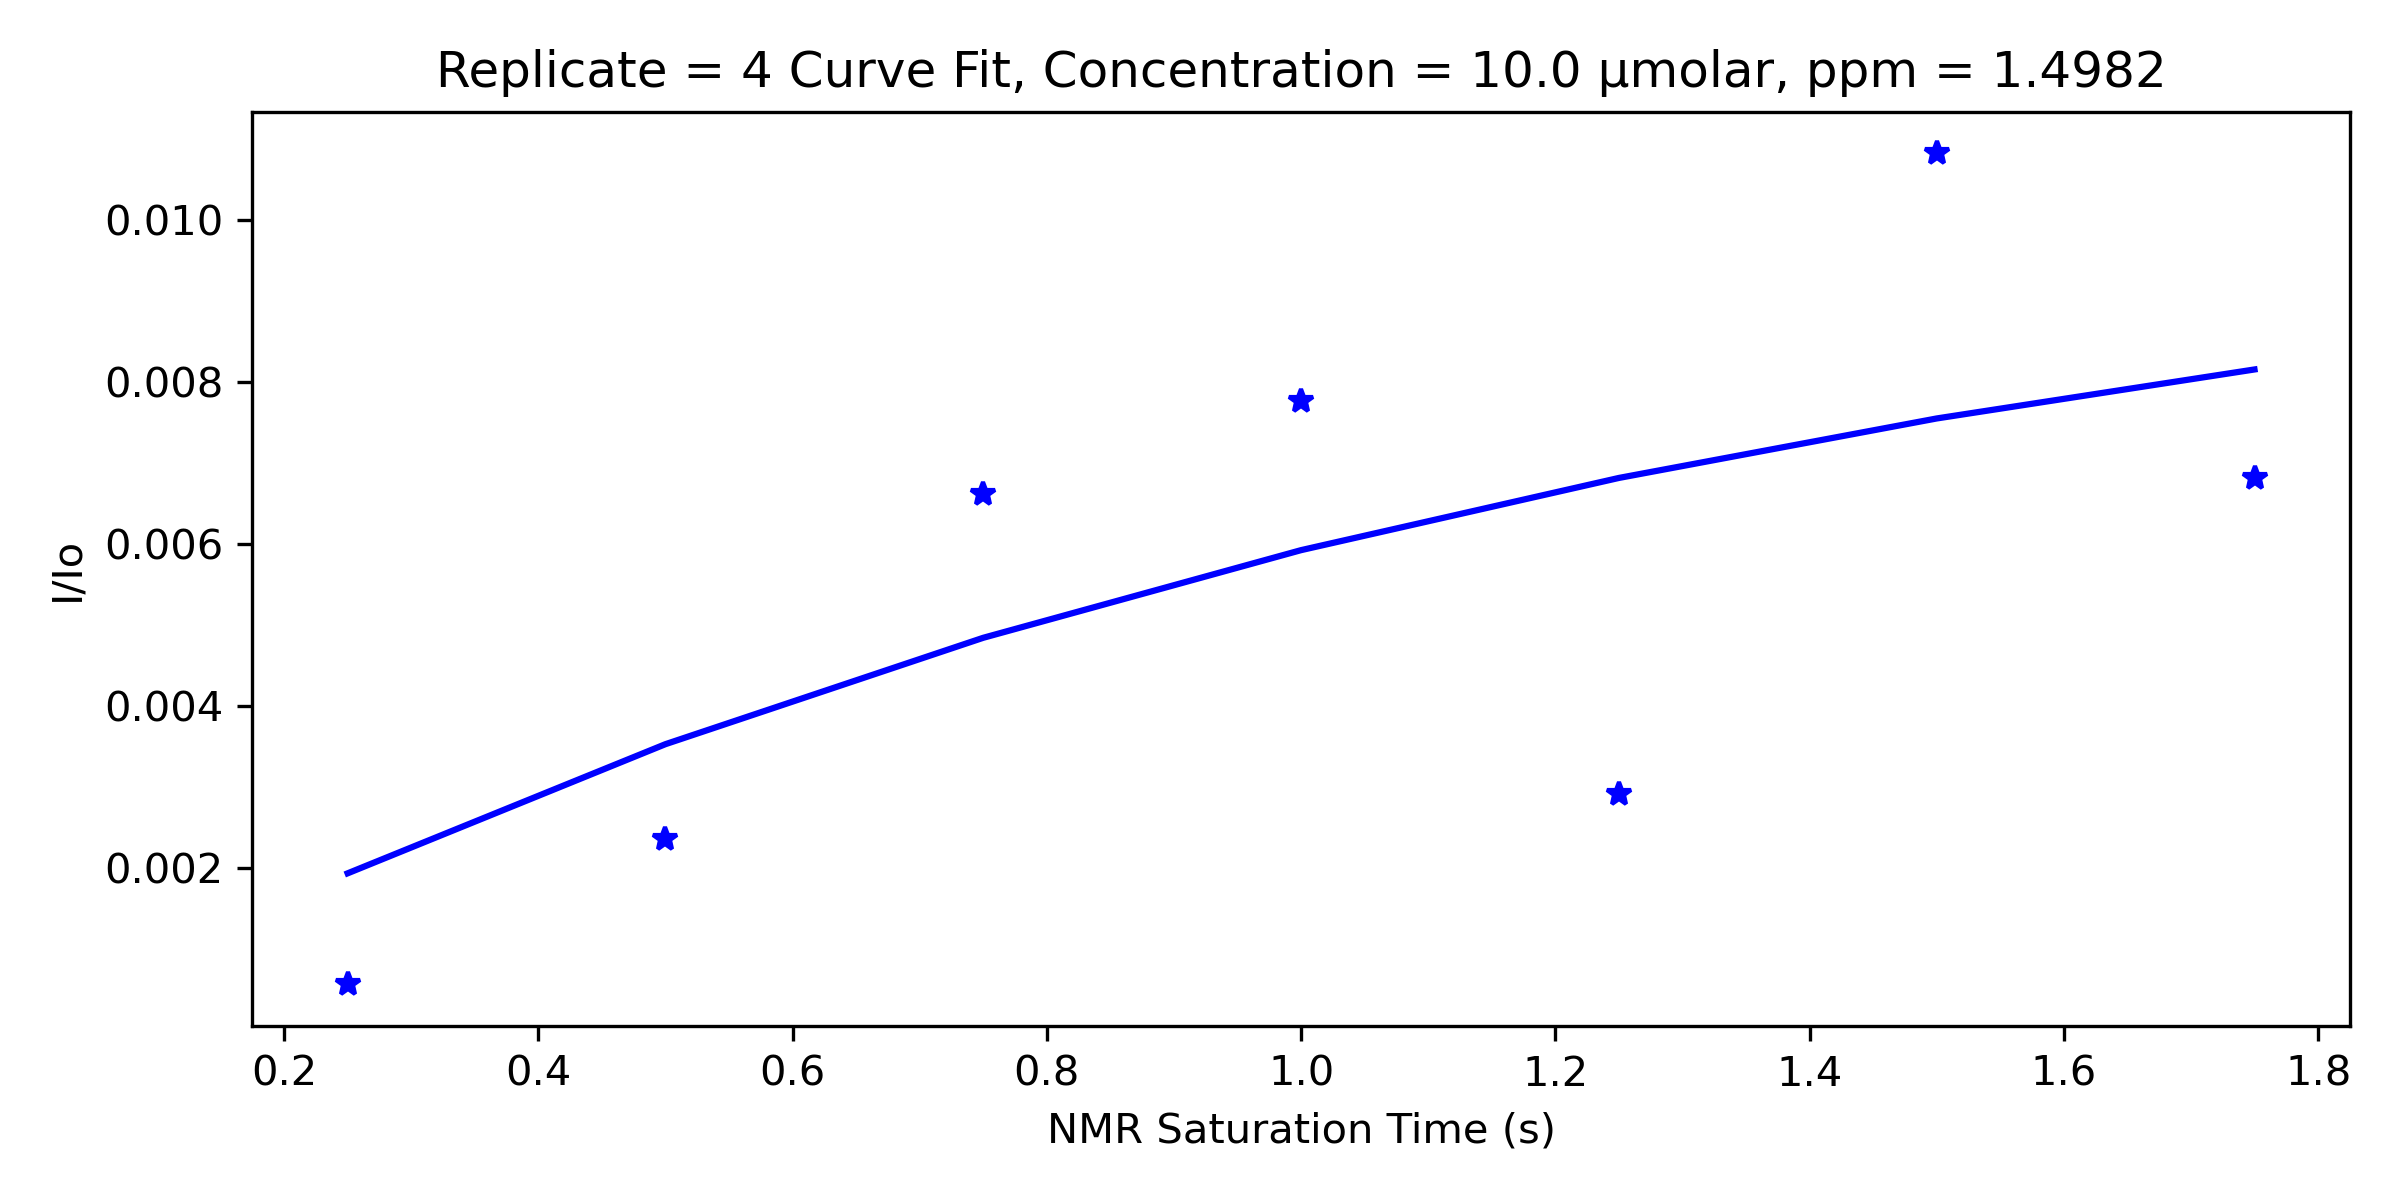 Replicate = 4 Curve Fit, Concentration = 10.0 μmolar, ppm = 1.4982
0.010
0.008
0.006
0.004
0.002
I/Io
0.2 0.4 0.6 0.8 1.0 1.2 1.4 1.6 1.8
NMR Saturation Time (s)